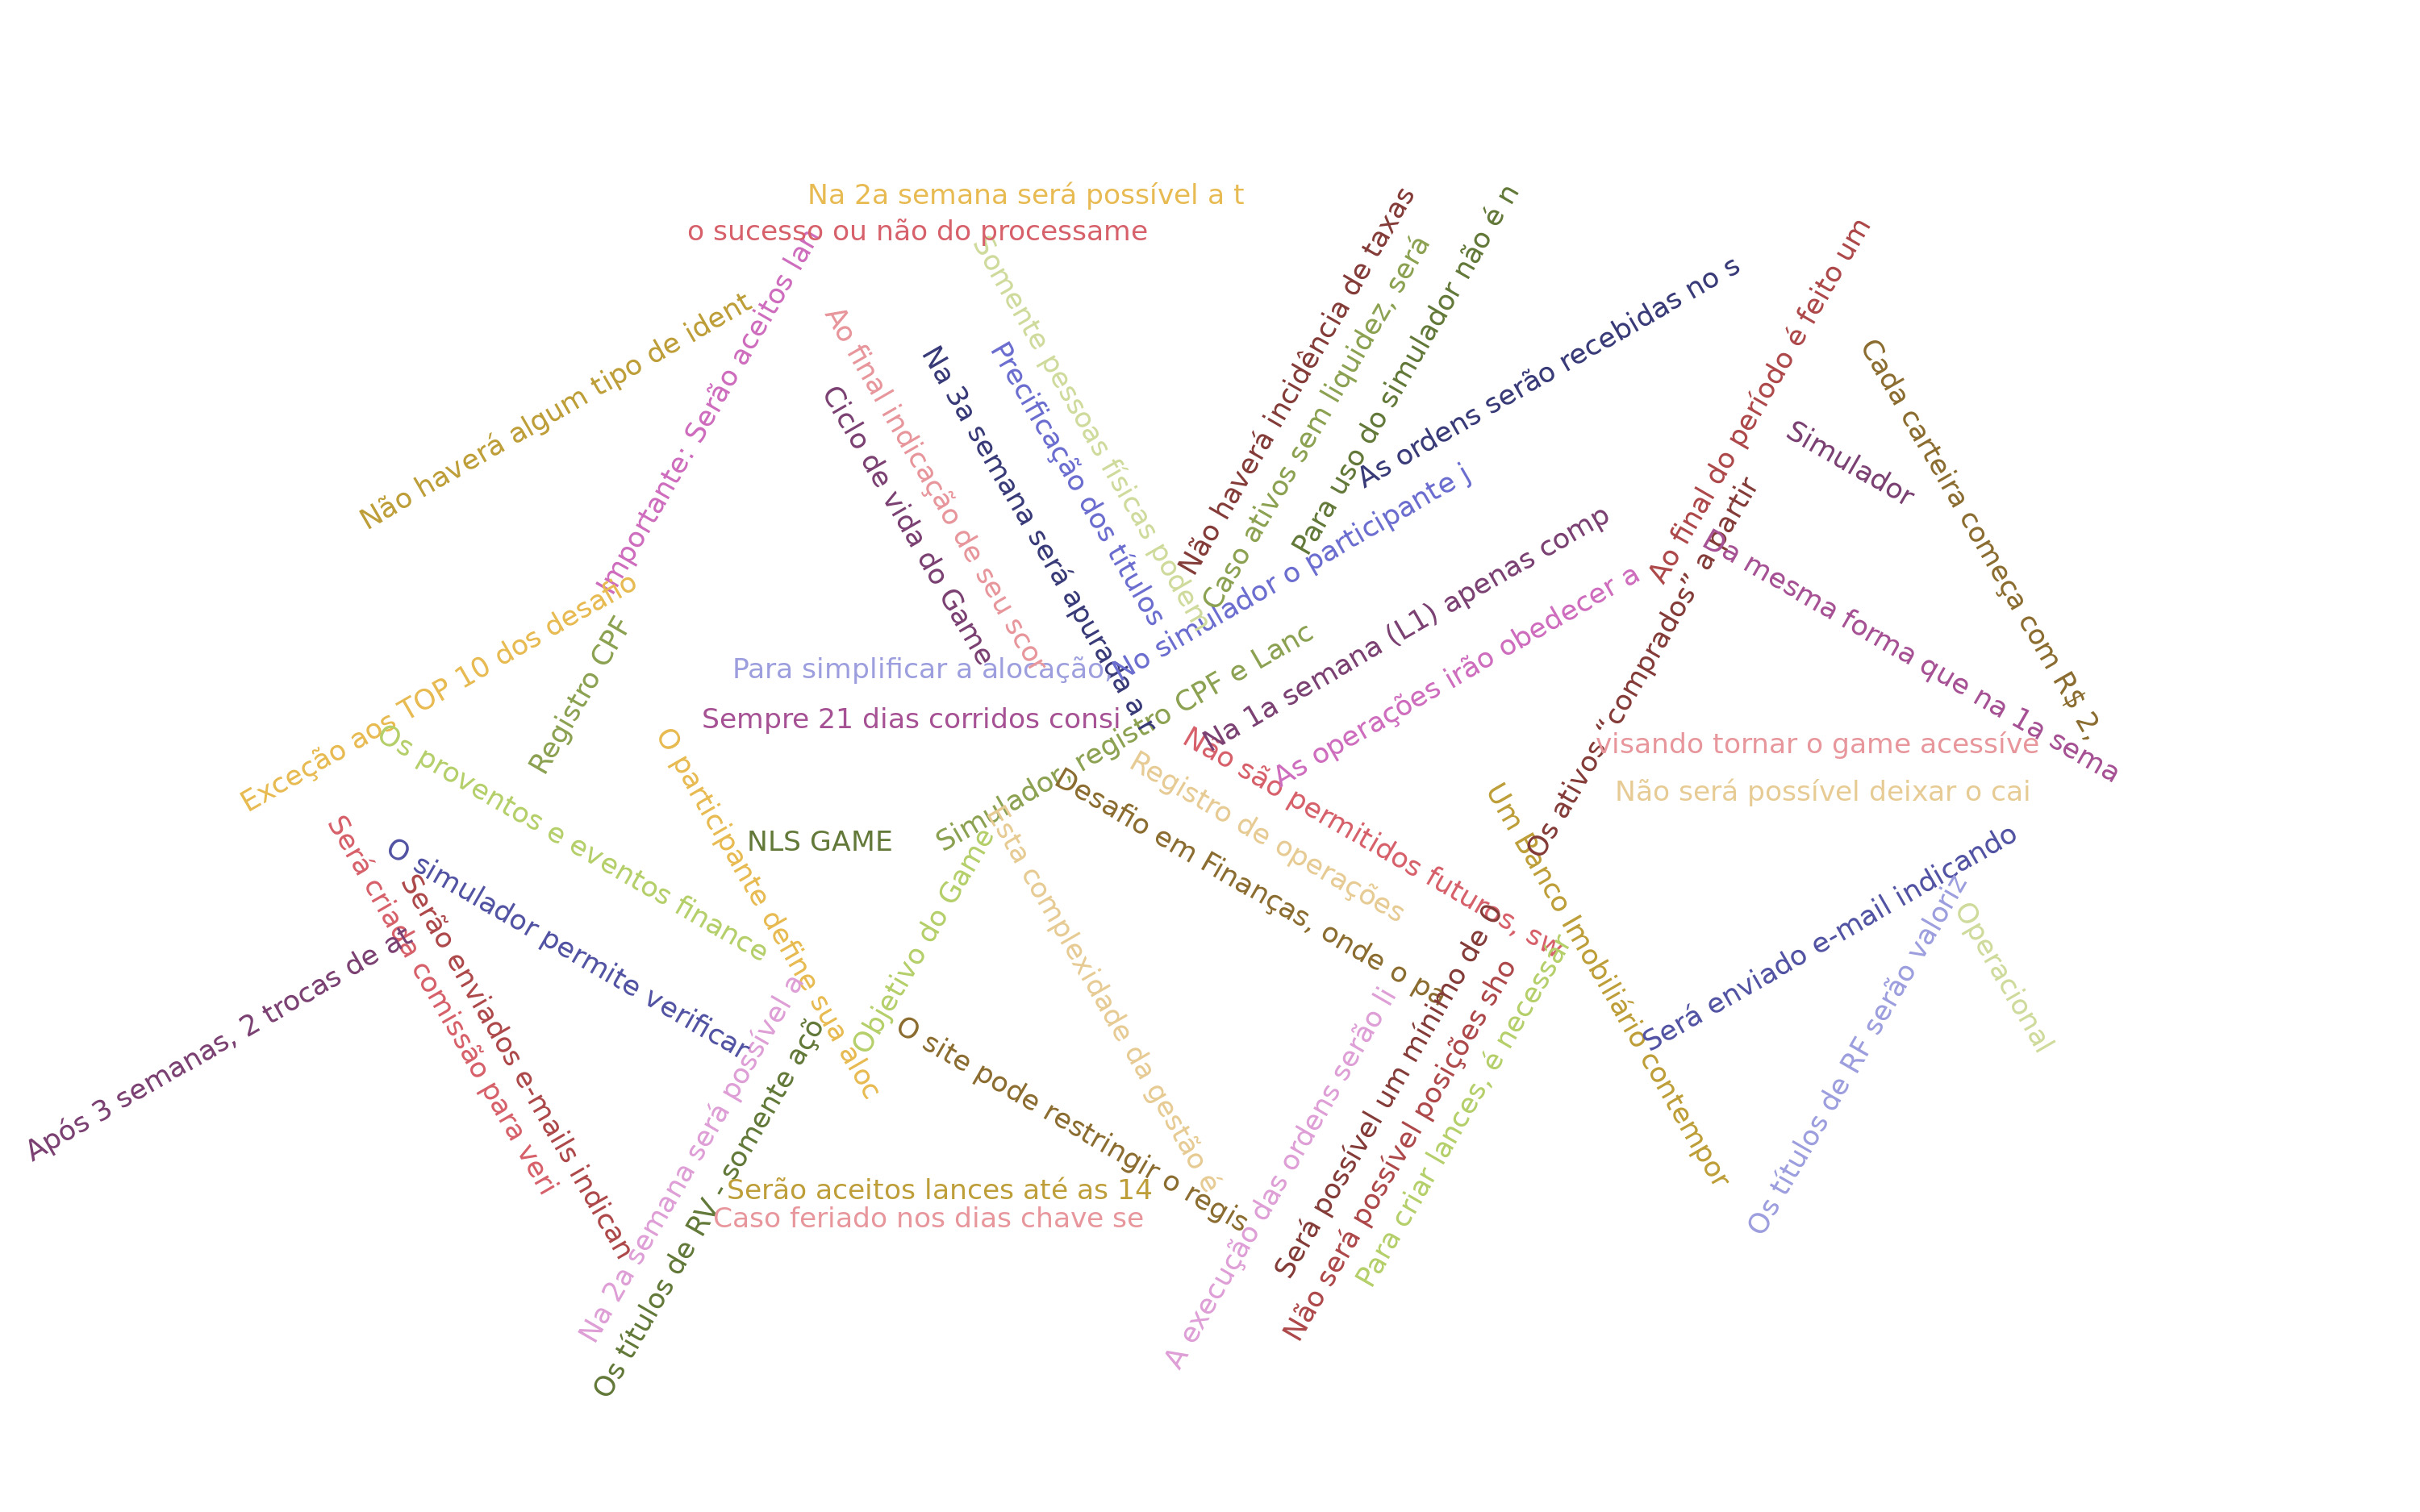 Na 2a semana será possível a t
o sucesso ou não do processame
Não haverá algum tipo de ident
Importante: Serão aceitos lan
Somente pessoas físicas podem
Ao final indicação de seu scor
Na 3a semana será apurada a r
Precificação dos títulos
Ciclo de vida do Game
Não haverá incidência de taxas
Caso ativos sem liquidez, será
Para uso do simulador não é n
As ordens serão recebidas no s
No simulador o participante j
Ao final do período é feito um
Cada carteira começa com R$ 2,
Simulador
Da mesma forma que na 1a sema
Os ativos “comprados” a partir
Na 1a semana (L1) apenas comp
As operações irão obedecer a
Exceção aos TOP 10 dos desafio
Registro CPF
Para simplificar a alocação,
Sempre 21 dias corridos consi
Simulador, registro CPF e Lanc
visando tornar o game acessíve
Não será possível deixar o cai
Os proventos e eventos finance
O participante define sua aloc
NLS GAME
Não são permitidos futuros, sw
Registro de operações
Desafio em Finanças, onde o pa
Esta complexidade da gestão é
Um Banco Imobiliário contempor
Será criada comissão para veri
O simulador permite verificar
Serão enviados e-mails indican
Após 3 semanas, 2 trocas de at
Objetivo do Game
Será enviado e-mail indicando
Os títulos de RF serão valoriz
Operacional
Na 2a semana será possível a
Os títulos de RV - somente açõ
O site pode restringir o regis
A execução das ordens serão li
Será possível um mínimo de 0
Não será possível posições sho
Para criar lances, é necessár
Serão aceitos lances até as 14
Caso feriado nos dias chave se